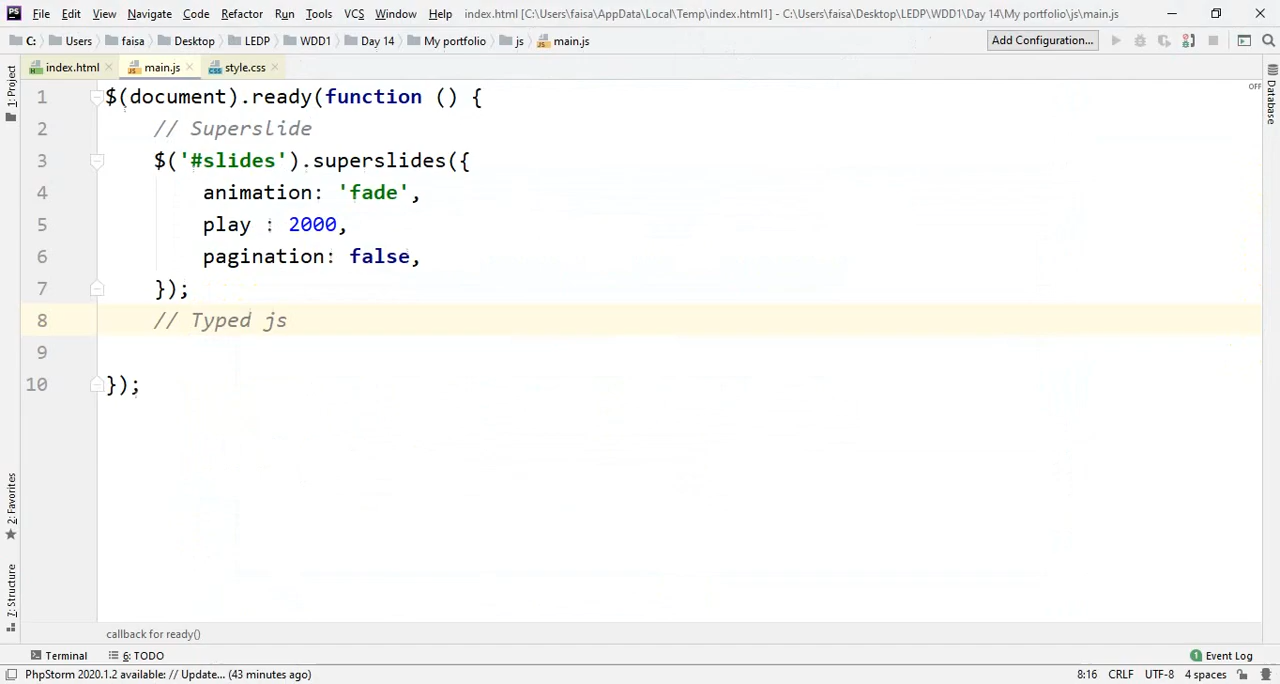 PS File Edit View Navigate Code Refactor Run Tools VCS Window Help index.html [C:\Users\faisa\AppData\Local\Temp\index.html1] - C:\Users\faisa\Desktop\LEDP\WDD1\Day 14\My portfolio\js\main.js
C: Users faisa Desktop LEDP WDD1 Day 14 My portfolio js main.js Add Configuration...
index.html main.js style.css
1: Project
Database
OFF
1 $(document).ready(function () {
2 // Superslide
3 $('#slides').superslides({
4 animation: 'fade',
5 play : 2000,
6 pagination: false,
7 });
8 // Typed js
9
10 });
2: Favorites
7: Structure
callback for ready()
Terminal 6: TODO 1 Event Log
PhpStorm 2020.1.2 available: // Update... (43 minutes ago) 8:16 CRLF UTF-8 4 spaces